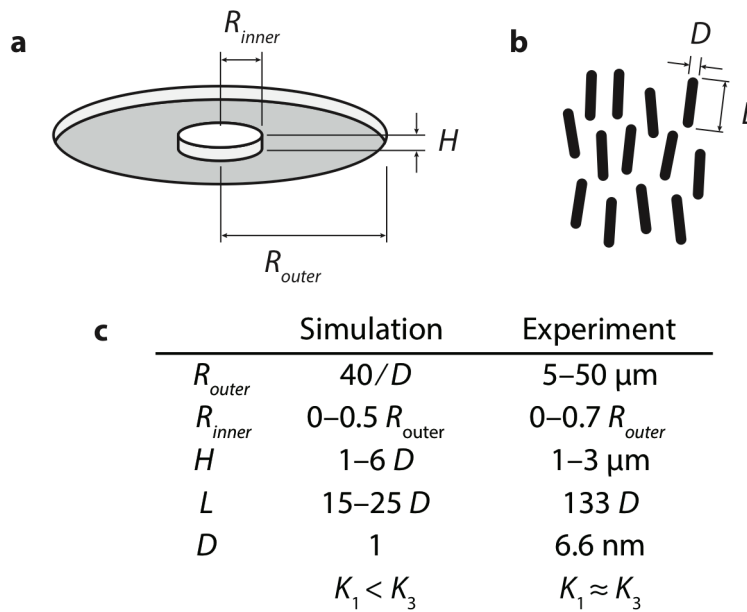 a
R_inner
H
R_outer
b
D
L
c
Simulation Experiment
R_outer 40/D 5–50 µm
R_inner 0–0.5 R_outer 0–0.7 R_outer
H 1–6 D 1–3 µm
L 15–25 D 133 D
D 1 6.6 nm
K_1 < K_3 K_1 ≈ K_3